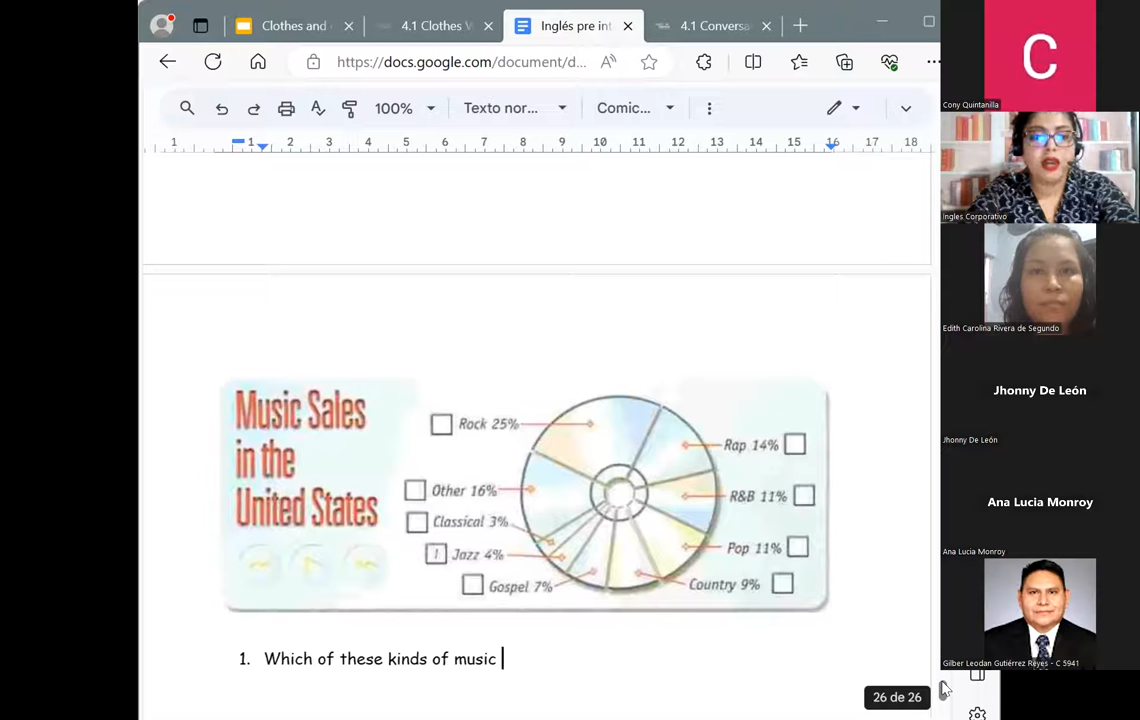 Clothes and
4.1 Clothes V
Inglés pre int
4.1 Conversa
https://docs.google.com/document/d...
100%
Texto nor...
Comic...
1 1 2 3 4 5 6 7 8 9 10 11 12 13 14 15 16 17 18
Music Sales
in the
United States
Rock 25%
Other 16%
Classical 3%
1 Jazz 4%
Gospel 7%
Rap 14%
R&B 11%
Pop 11%
Country 9%
1. Which of these kinds of music
26 de 26
C
Cony Quintanilla
Ingles Corporativo
Edith Carolina Rivera de Segundo
Jhonny De León
Jhonny De León
Ana Lucia Monroy
Ana Lucia Monroy
Gilber Leodan Gutiérrez Reyes - C 5941